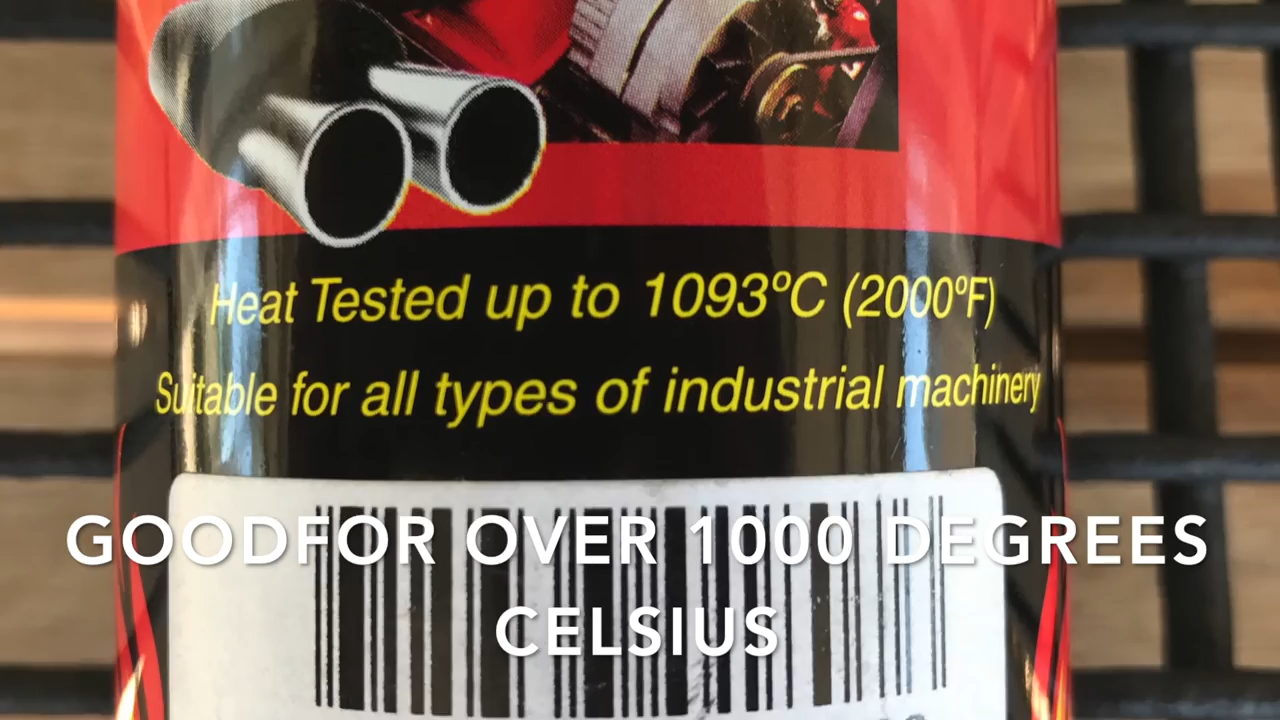 Heat Tested up to 1093ºC (2000ºF)
Suitable for all types of industrial machinery
GOODFOR OVER 1000 DEGREES
CELSIUS